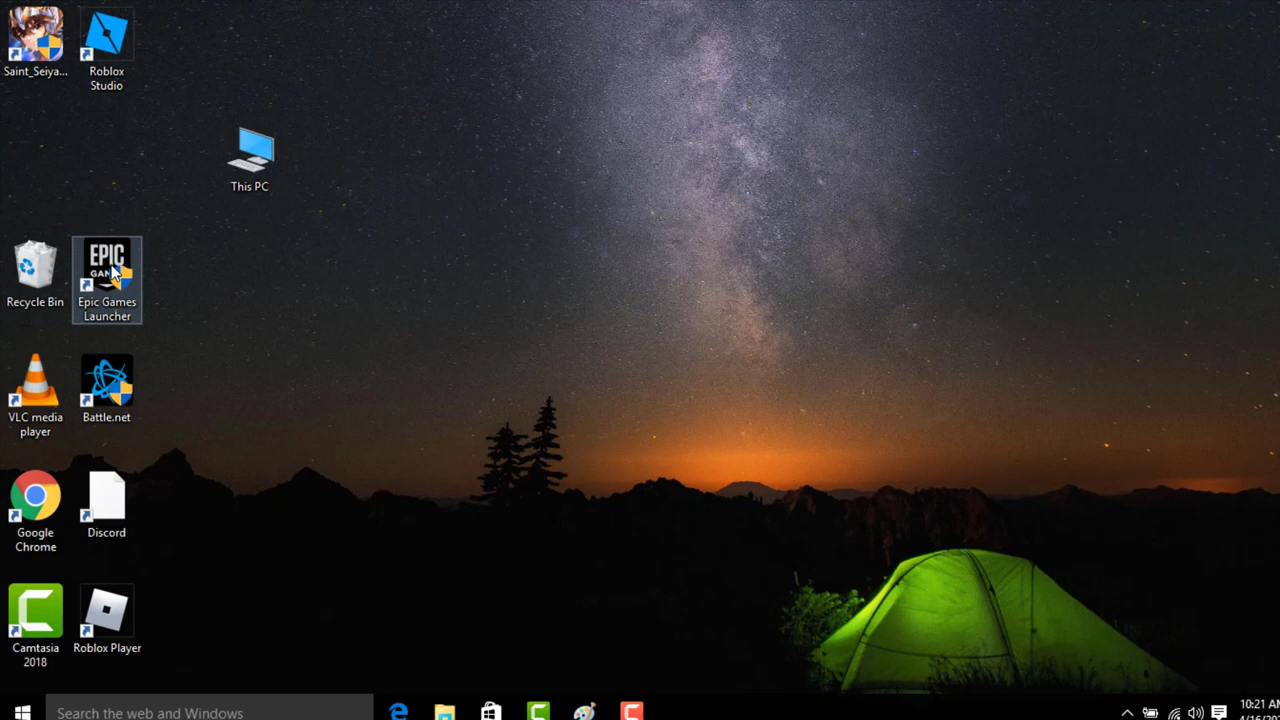 Saint_Seiya...
Roblox
Studio
This PC
Recycle Bin
EPIC
Epic Games
Launcher
VLC media
player
Battle.net
Google
Chrome
Discord
Camtasia
2018
Roblox Player
Search the web and Windows
10:21 AM